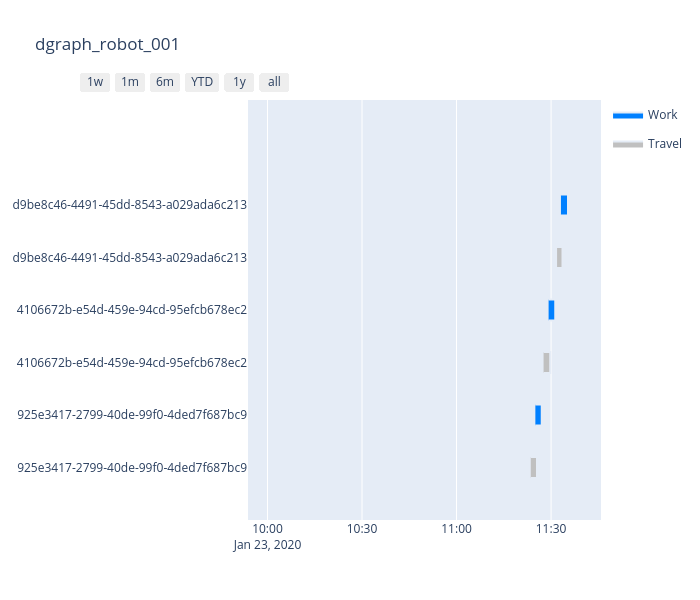 dgraph_robot_001
1w 1m 6m YTD 1y all
Work
Travel
d9be8c46-4491-45dd-8543-a029ada6c213
d9be8c46-4491-45dd-8543-a029ada6c213
4106672b-e54d-459e-94cd-95efcb678ec2
4106672b-e54d-459e-94cd-95efcb678ec2
925e3417-2799-40de-99f0-4ded7f687bc9
925e3417-2799-40de-99f0-4ded7f687bc9
10:00 10:30 11:00 11:30
Jan 23, 2020